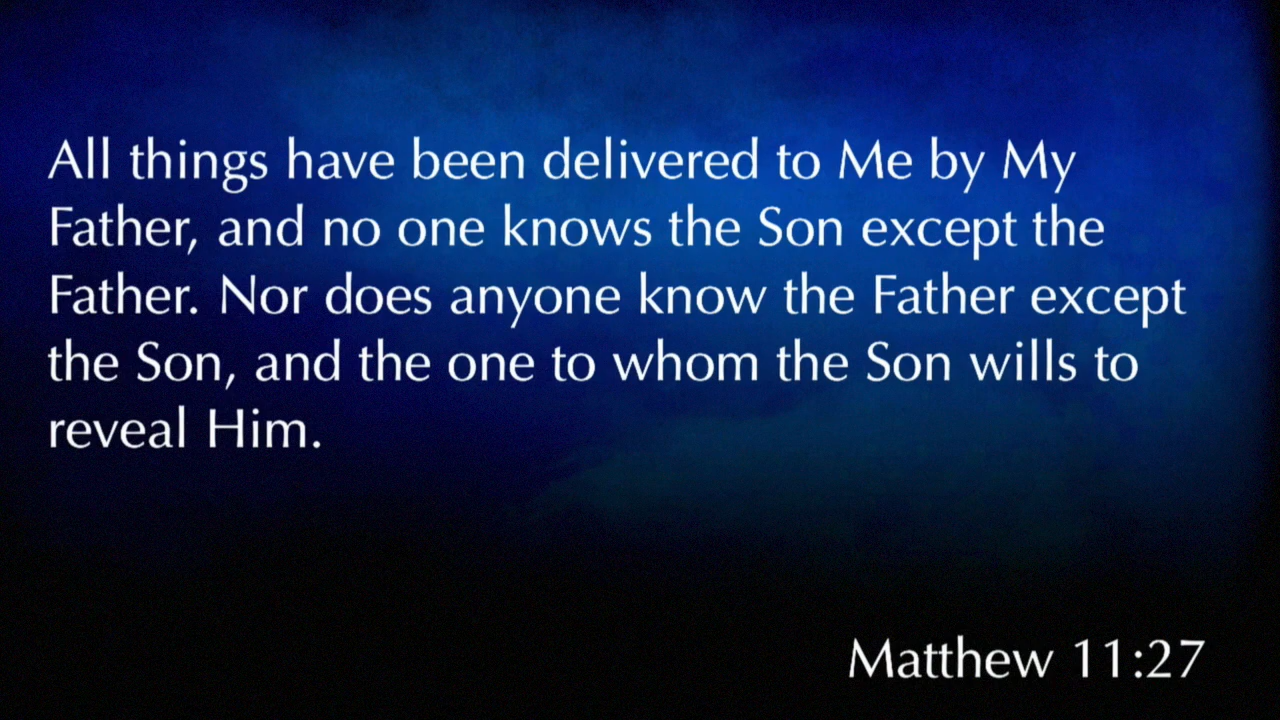 All things have been delivered to Me by My
Father, and no one knows the Son except the
Father. Nor does anyone know the Father except
the Son, and the one to whom the Son wills to
reveal Him.
Matthew 11:27